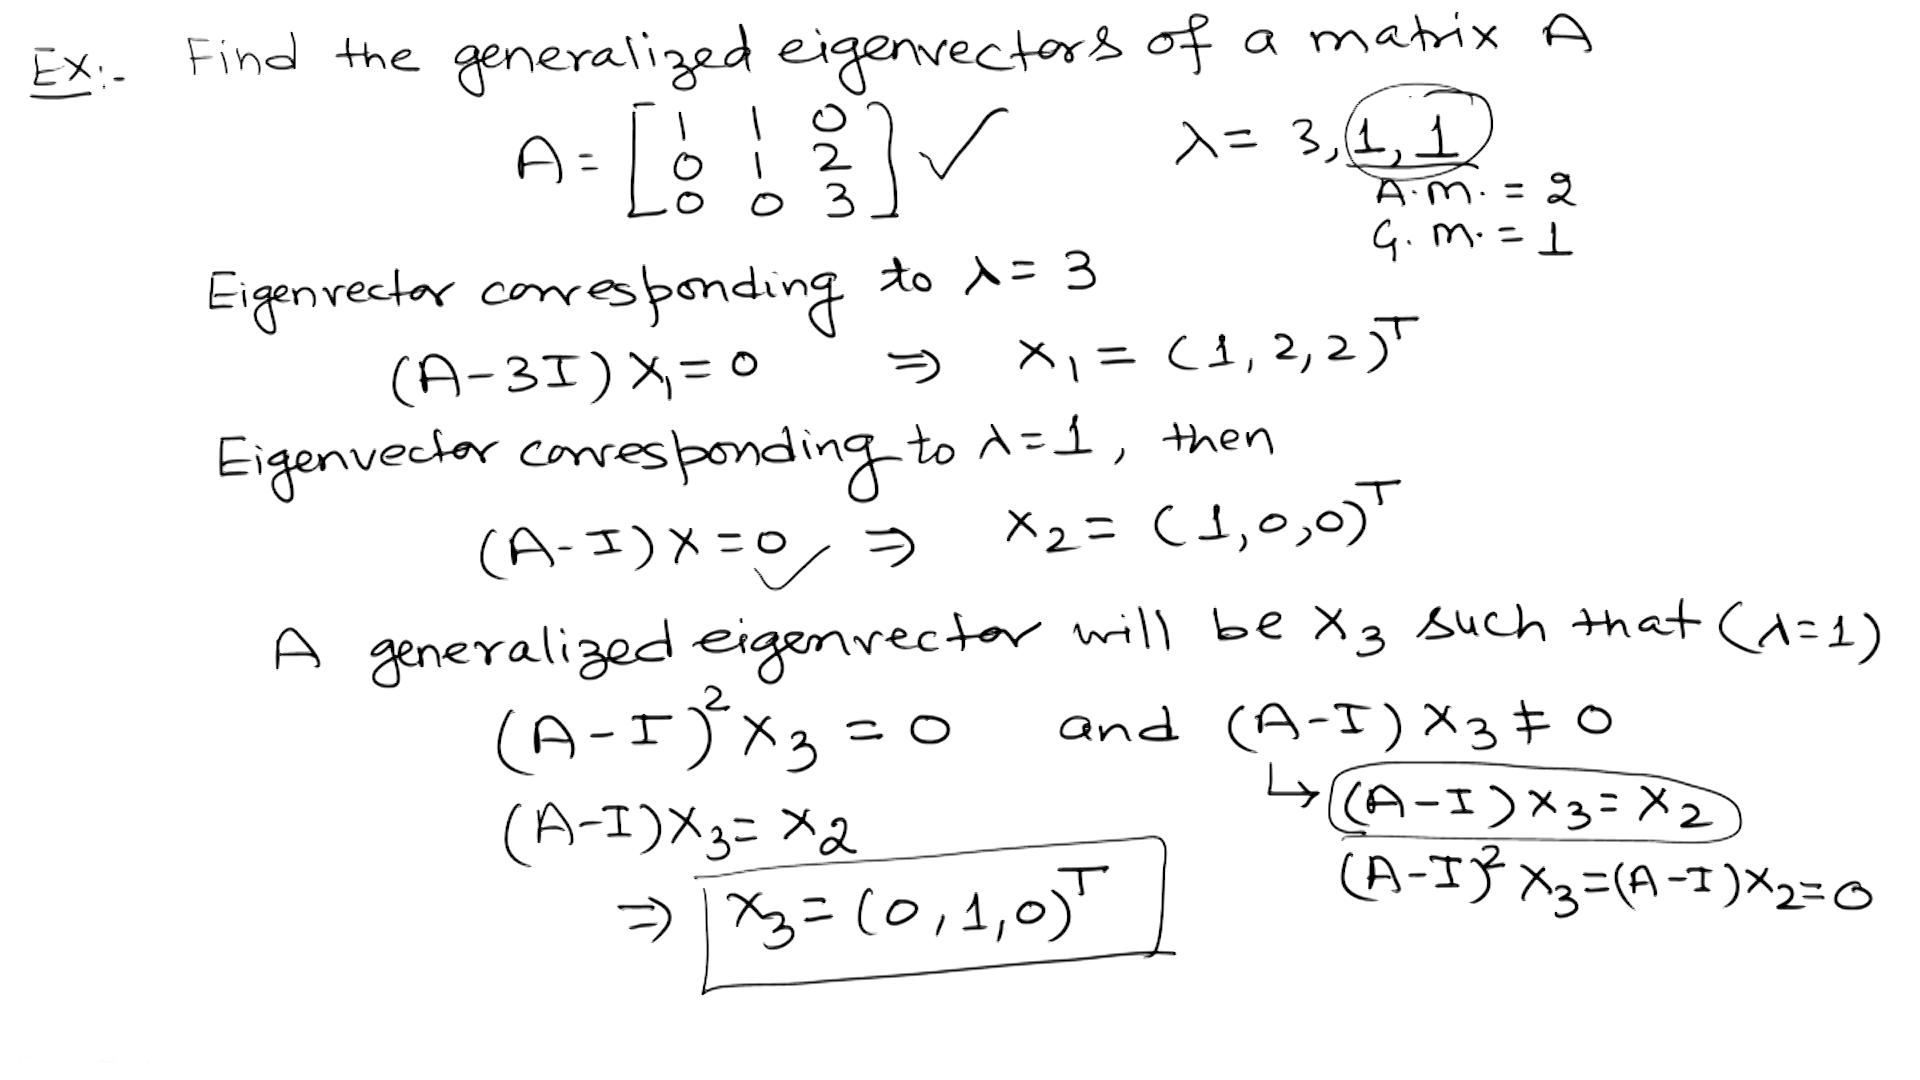 Ex:- Find the generalized eigenvectors of a matrix A
A = [1 1 0
0 1 2
0 0 3] ✓ λ = 3, 1, 1
A.m. = 2
G.m. = 1
Eigenvector corresponding to λ = 3
(A-3I) X₁ = 0 ⇒ X₁ = (1, 2, 2)ᵀ
Eigenvector corresponding to λ = 1, then
(A-I) X = 0 ✓ ⇒ X₂ = (1, 0, 0)ᵀ
A generalized eigenvector will be X₃ such that (λ=1)
(A-I)² X₃ = 0 and (A-I) X₃ ≠ 0
↳ (A-I) X₃ = X₂
(A-I) X₃ = X₂
(A-I)² X₃ = (A-I) X₂ = 0
⇒ X₃ = (0, 1, 0)ᵀ